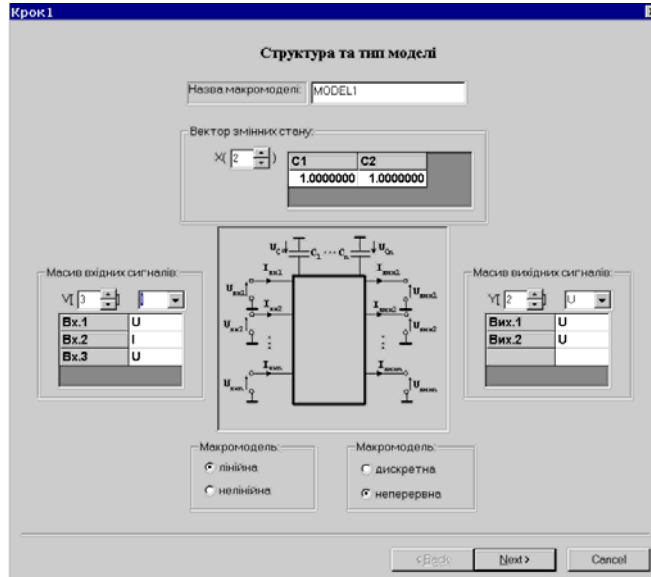 Крок1
Структура та тип моделі
Назва макромоделі: MODEL1
Вектор змінних стану:
X( 2 )
C1 C2
1.0000000 1.0000000
Масив вхідних сигналів:
V[ 3 ] I
Вх.1 U
Вх.2 I
Вх.3 U
C₁ ··· Cₙ
Масив вихідних сигналів:
Y[ 2 ] U
Вих.1 U
Вих.2 U
Макромодель:
лінійна
нелінійна
Макромодель:
дискретна
неперервна
<Back Next > Cancel